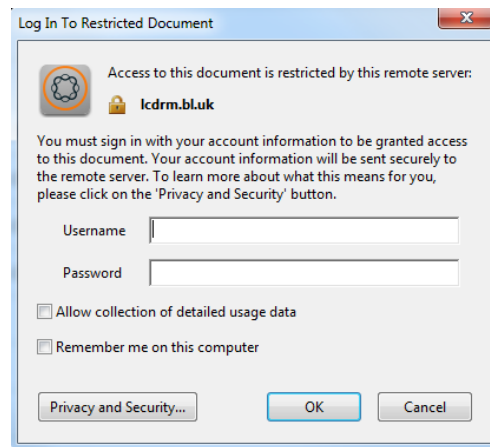 Log In To Restricted Document
Access to this document is restricted by this remote server:
lcdrm.bl.uk
You must sign in with your account information to be granted access
to this document. Your account information will be sent securely to
the remote server. To learn more about what this means for you,
please click on the 'Privacy and Security' button.
Username
Password
Allow collection of detailed usage data
Remember me on this computer
Privacy and Security... OK Cancel